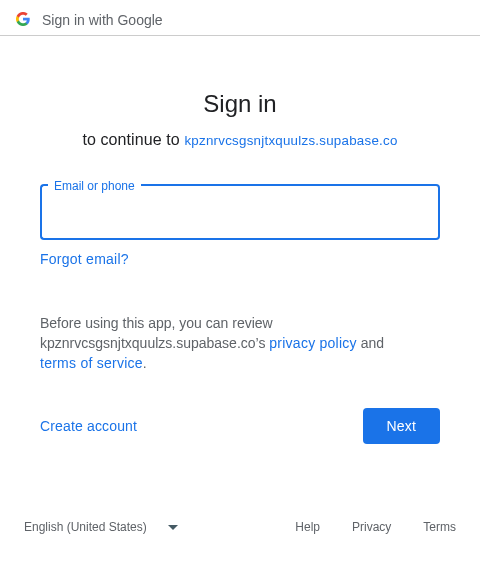 Sign in with Google
Sign in
to continue to kpznrvcsgsnjtxquulzs.supabase.co
Email or phone
Forgot email?
Before using this app, you can review
kpznrvcsgsnjtxquulzs.supabase.co’s privacy policy and
terms of service.
Create account
Next
English (United States)
Help
Privacy
Terms